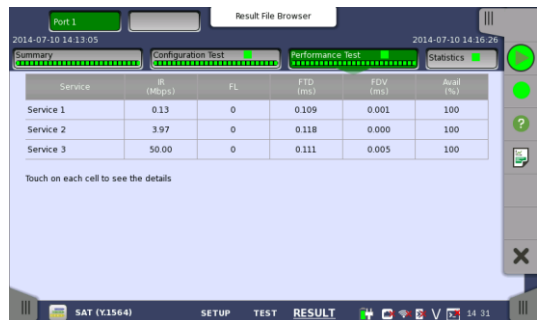 Port 1
Result File Browser
2014-07-10 14:13:05
2014-07-10 14:16:26
Summary
Configuration Test
Performance Test
Statistics
Service IR (Mbps) FL FTD (ms) FDV (ms) Avail (%)
Service 1 0.13 0 0.109 0.001 100
Service 2 3.97 0 0.118 0.000 100
Service 3 50.00 0 0.111 0.005 100
Touch on each cell to see the details
SAT (Y.1564) SETUP TEST RESULT 14 31